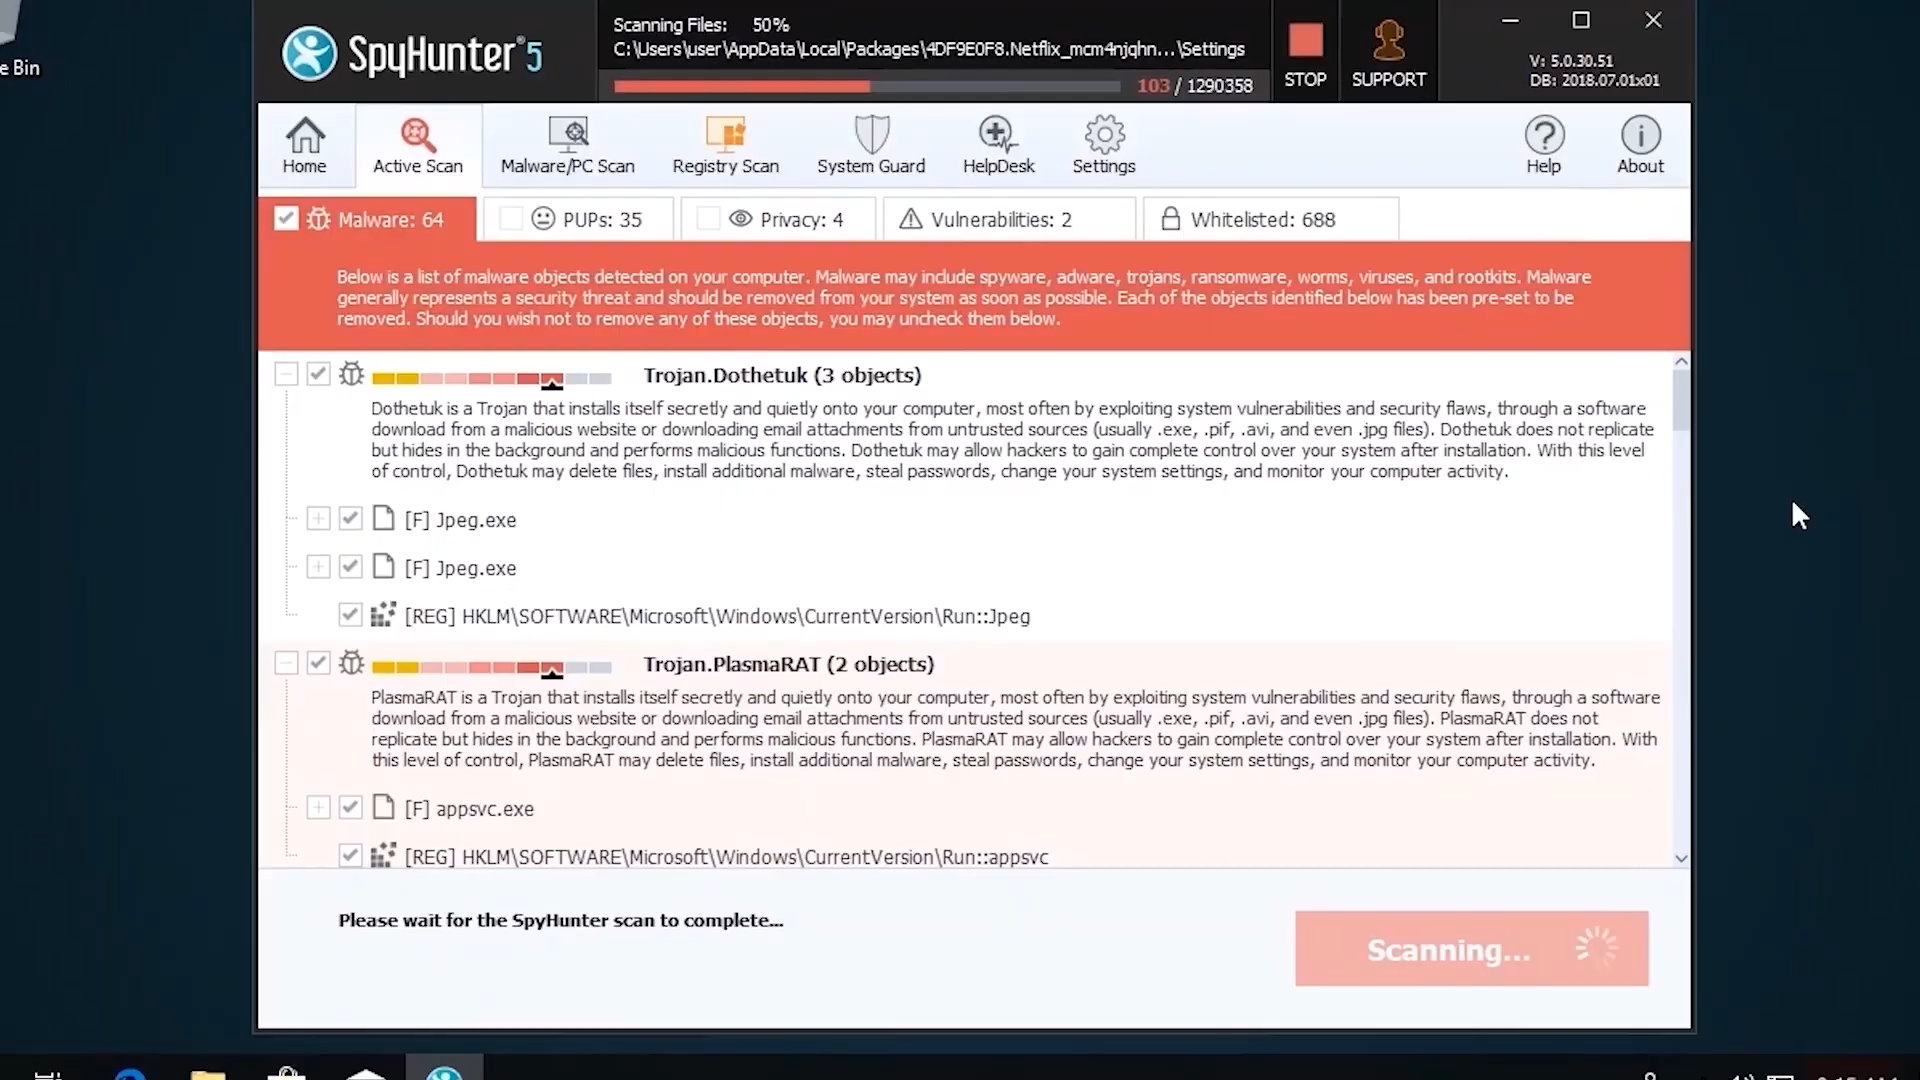 e Bin
SpyHunter® 5
Scanning Files: 50%
C:\Users\user\AppData\Local\Packages\4DF9E0F8.Netflix_mcm4njqhn...\Settings
103 / 1290358
STOP
SUPPORT
V: 5.0.30.51
DB: 2018.07.01x01
Home
Active Scan
Malware/PC Scan
Registry Scan
System Guard
HelpDesk
Settings
Help
About
Malware: 64
PUPs: 35
Privacy: 4
Vulnerabilities: 2
Whitelisted: 688
Below is a list of malware objects detected on your computer. Malware may include spyware, adware, trojans, ransomware, worms, viruses, and rootkits. Malware
generally represents a security threat and should be removed from your system as soon as possible. Each of the objects identified below has been pre-set to be
removed. Should you wish not to remove any of these objects, you may uncheck them below.
Trojan.Dothetuk (3 objects)
Dothetuk is a Trojan that installs itself secretly and quietly onto your computer, most often by exploiting system vulnerabilities and security flaws, through a software
download from a malicious website or downloading email attachments from untrusted sources (usually .exe, .pif, .avi, and even .jpg files). Dothetuk does not replicate
but hides in the background and performs malicious functions. Dothetuk may allow hackers to gain complete control over your system after installation. With this level
of control, Dothetuk may delete files, install additional malware, steal passwords, change your system settings, and monitor your computer activity.
[F] Jpeg.exe
[F] Jpeg.exe
[REG] HKLM\SOFTWARE\Microsoft\Windows\CurrentVersion\Run::Jpeg
Trojan.PlasmaRAT (2 objects)
PlasmaRAT is a Trojan that installs itself secretly and quietly onto your computer, most often by exploiting system vulnerabilities and security flaws, through a software
download from a malicious website or downloading email attachments from untrusted sources (usually .exe, .pif, .avi, and even .jpg files). PlasmaRAT does not
replicate but hides in the background and performs malicious functions. PlasmaRAT may allow hackers to gain complete control over your system after installation. With
this level of control, PlasmaRAT may delete files, install additional malware, steal passwords, change your system settings, and monitor your computer activity.
[F] appsvc.exe
[REG] HKLM\SOFTWARE\Microsoft\Windows\CurrentVersion\Run::appsvc
Please wait for the SpyHunter scan to complete...
Scanning...